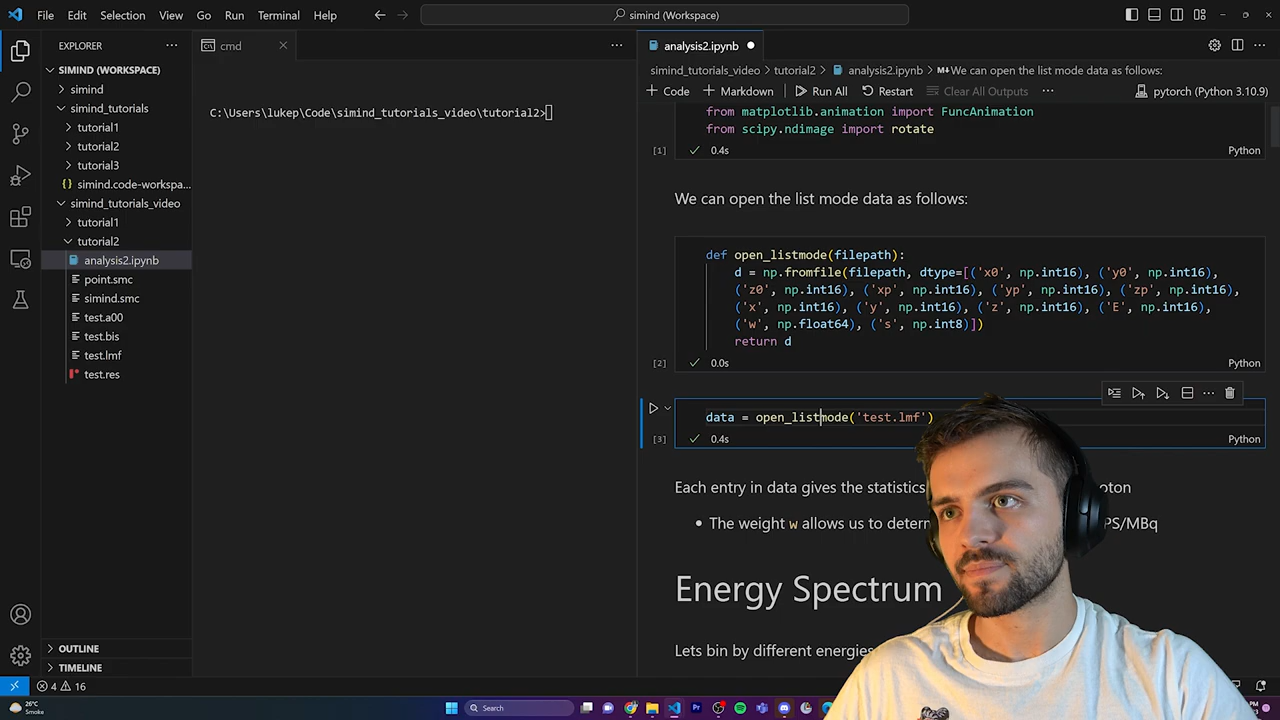 File Edit Selection View Go Run Terminal Help
simind (Workspace)
EXPLORER
SIMIND (WORKSPACE)
simind
simind_tutorials
tutorial1
tutorial2
tutorial3
{} simind.code-workspa...
simind_tutorials_video
tutorial1
tutorial2
analysis2.ipynb
point.smc
simind.smc
test.a00
test.bis
test.lmf
test.res
OUTLINE
TIMELINE
cmd
C:\Users\lukep\Code\simind_tutorials_video\tutorial2>
analysis2.ipynb
simind_tutorials_video > tutorial2 > analysis2.ipynb > M↓We can open the list mode data as follows:
+ Code + Markdown Run All Restart Clear All Outputs ... pytorch (Python 3.10.9)
from matplotlib.animation import FuncAnimation
from scipy.ndimage import rotate
[1] 0.4s Python
We can open the list mode data as follows:
def open_listmode(filepath):
d = np.fromfile(filepath, dtype=[('x0', np.int16), ('y0', np.int16),
('z0', np.int16), ('xp', np.int16), ('yp', np.int16), ('zp', np.int16),
('x', np.int16), ('y', np.int16), ('z', np.int16), ('E', np.int16),
('w', np.float64), ('s', np.int8)])
return d
[2] 0.0s Python
data = open_listmode('test.lmf')
[3] 0.4s Python
Each entry in data gives the statistics
• The weight w allows us to PS/MBq
Energy Spectrum
Lets bin by different energies
4 16
26°C
Smoke
Search